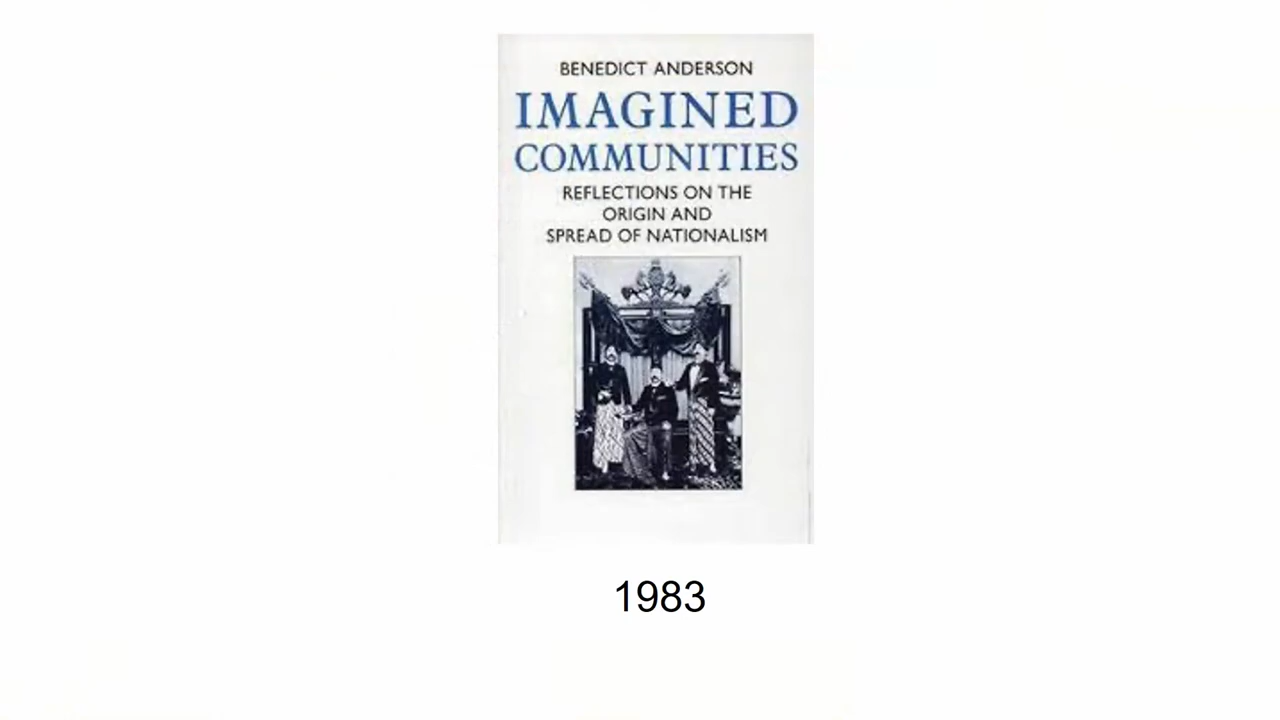 BENEDICT ANDERSON
IMAGINED
COMMUNITIES
REFLECTIONS ON THE
ORIGIN AND
SPREAD OF NATIONALISM
1983